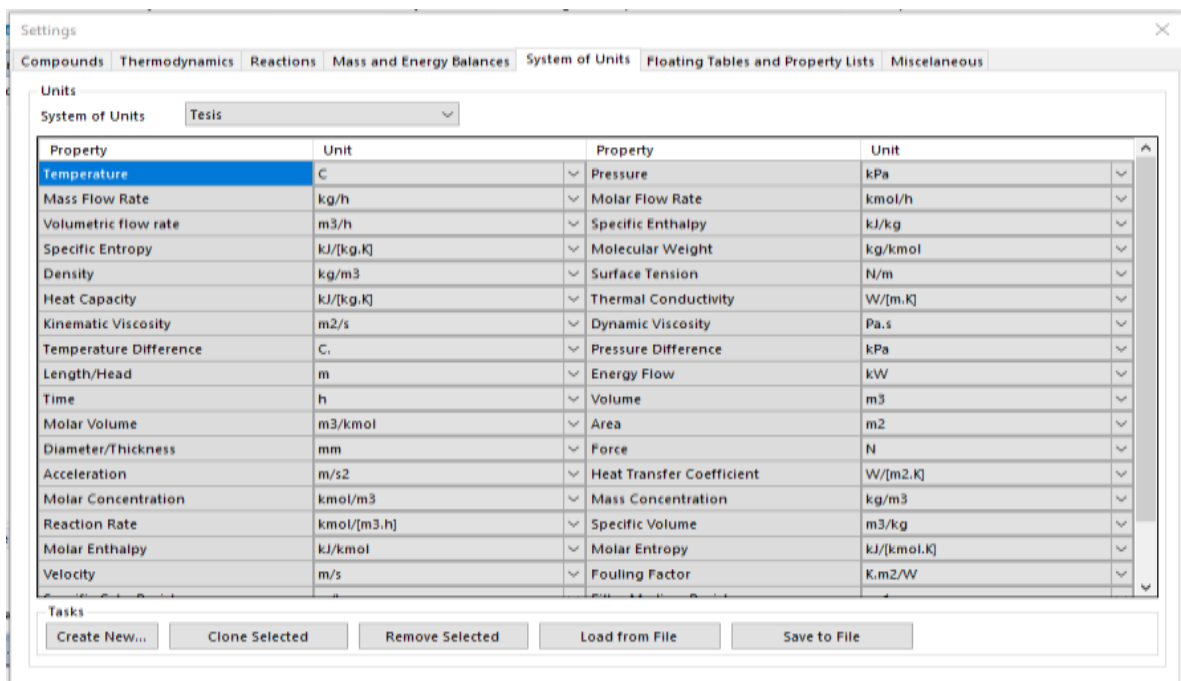 Settings
Compounds Thermodynamics Reactions Mass and Energy Balances System of Units Floating Tables and Property Lists Miscelaneous
Units
System of Units Tesis
Property Unit Property Unit
Temperature C Pressure kPa
Mass Flow Rate kg/h Molar Flow Rate kmol/h
Volumetric flow rate m3/h Specific Enthalpy kJ/kg
Specific Entropy kJ/[kg.K] Molecular Weight kg/kmol
Density kg/m3 Surface Tension N/m
Heat Capacity kJ/[kg.K] Thermal Conductivity W/[m.K]
Kinematic Viscosity m2/s Dynamic Viscosity Pa.s
Temperature Difference C. Pressure Difference kPa
Length/Head m Energy Flow kW
Time h Volume m3
Molar Volume m3/kmol Area m2
Diameter/Thickness mm Force N
Acceleration m/s2 Heat Transfer Coefficient W/[m2.K]
Molar Concentration kmol/m3 Mass Concentration kg/m3
Reaction Rate kmol/[m3.h] Specific Volume m3/kg
Molar Enthalpy kJ/kmol Molar Entropy kJ/[kmol.K]
Velocity m/s Fouling Factor K.m2/W
Tasks
Create New... Clone Selected Remove Selected Load from File Save to File